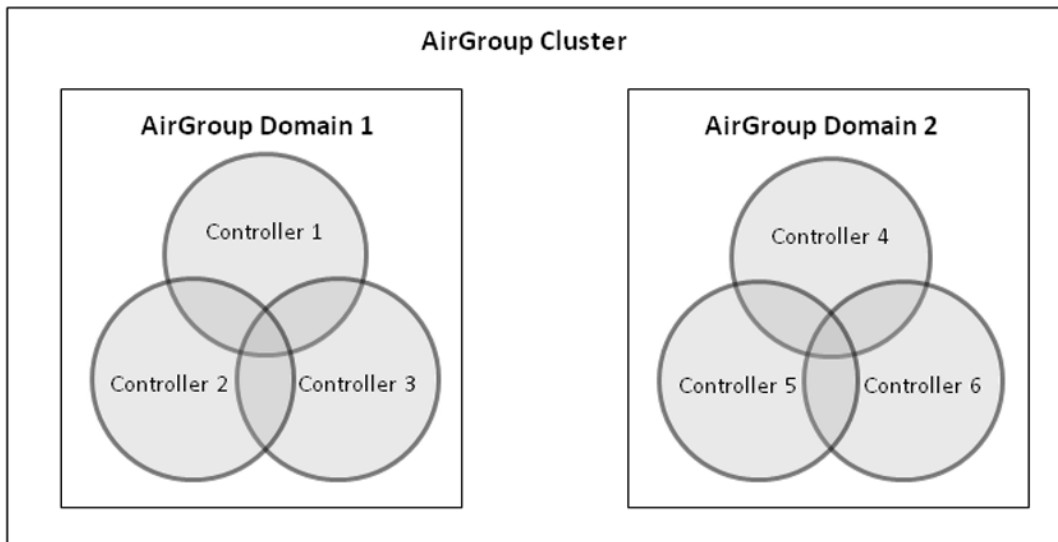 AirGroup Cluster
AirGroup Domain 1
Controller 1
Controller 2
Controller 3
AirGroup Domain 2
Controller 4
Controller 5
Controller 6